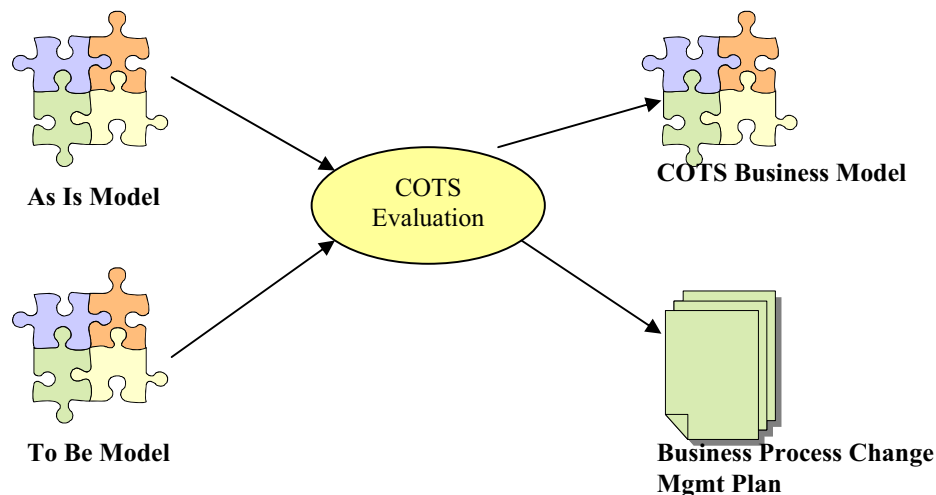 As Is Model
COTS
Evaluation
COTS Business Model
To Be Model
Business Process Change
Mgmt Plan